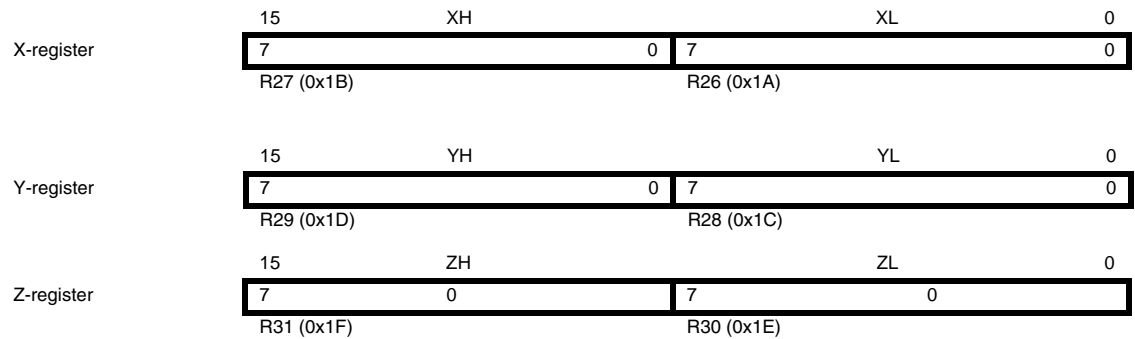 15 XH XL 0
X-register 7 0 7 0
R27 (0x1B) R26 (0x1A)
15 YH YL 0
Y-register 7 0 7 0
R29 (0x1D) R28 (0x1C)
15 ZH ZL 0
Z-register 7 0 7 0
R31 (0x1F) R30 (0x1E)